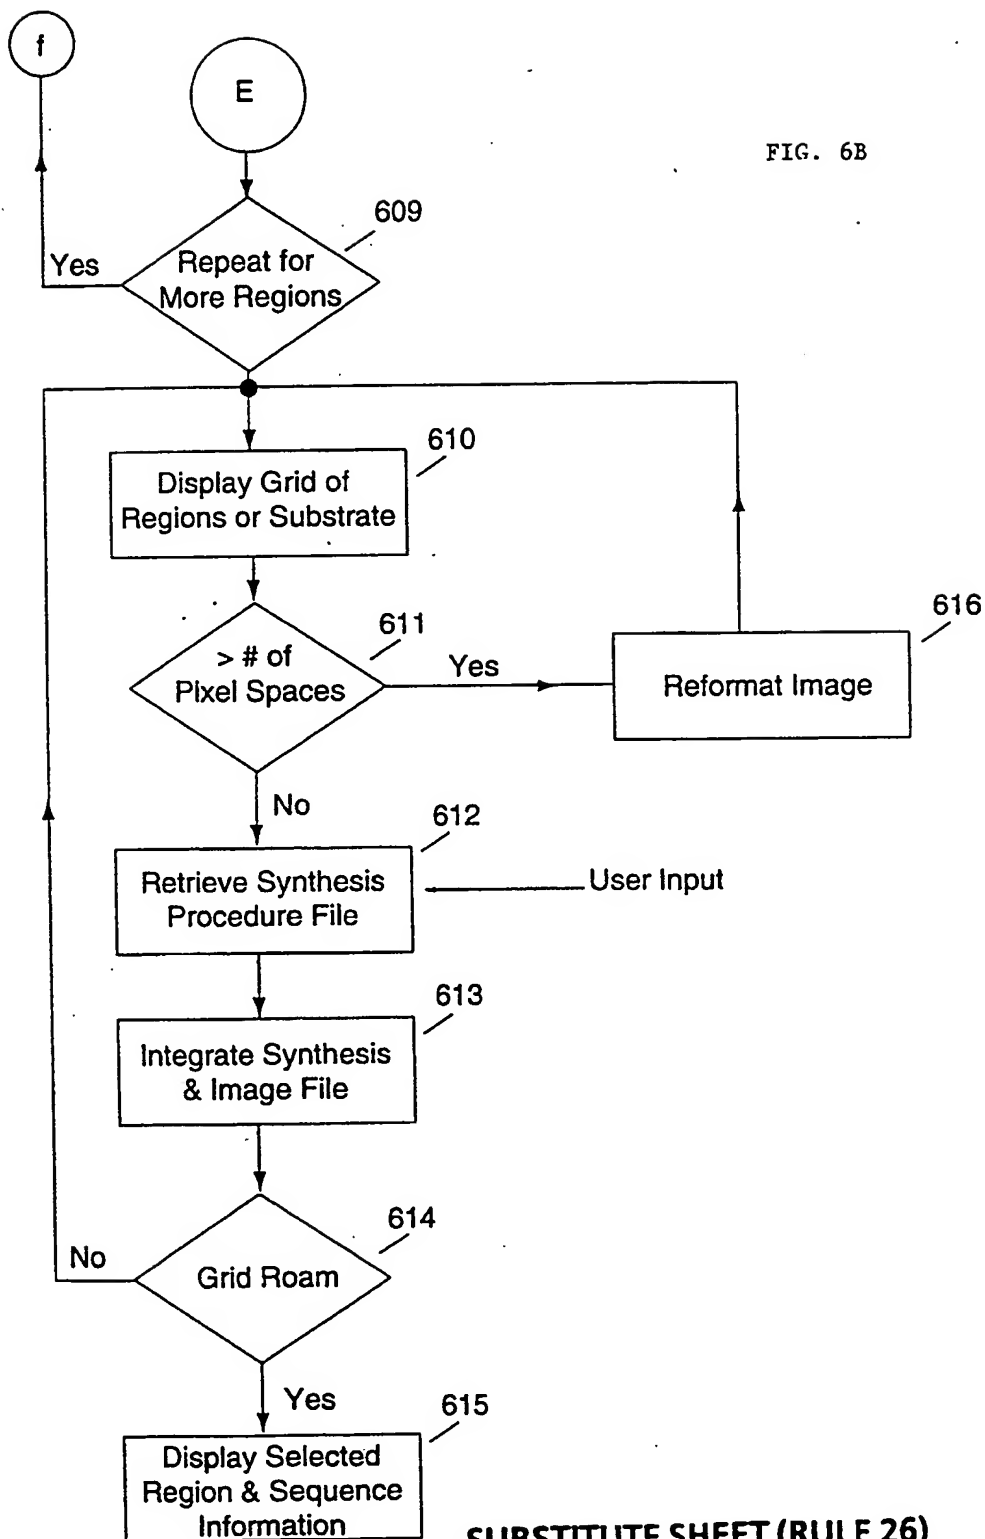 f
E
FIG. 6B
609
Repeat for
More Regions
Yes
610
Display Grid of
Regions or Substrate
611
> # of
Pixel Spaces
Yes
616
Reformat Image
No
612
Retrieve Synthesis
Procedure File
User Input
613
Integrate Synthesis
& Image File
614
Grid Roam
No
Yes
615
Display Selected
Region & Sequence
Information
SUBSTITUTE SHEET (RULE 26)